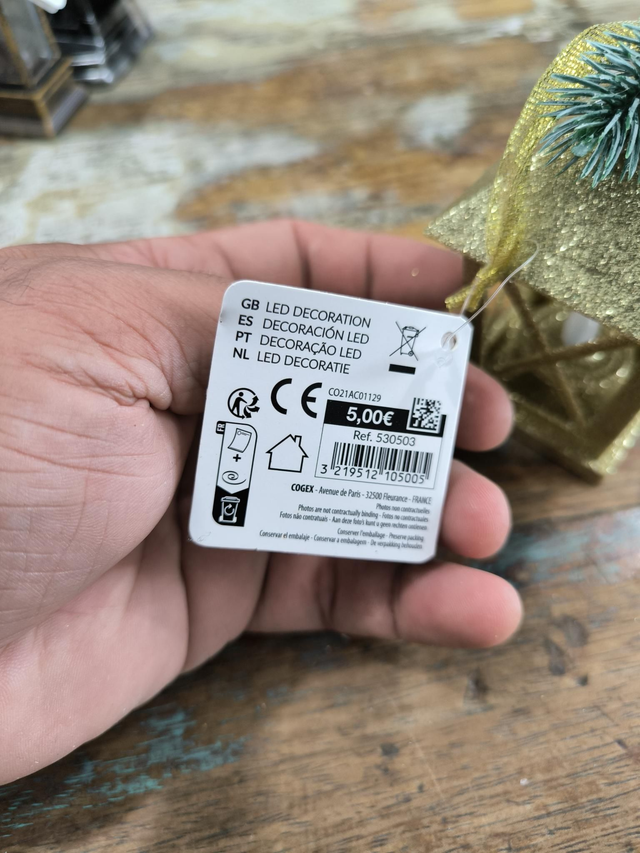 GB LED DECORATION
ES DECORACIÓN LED
PT DECORAÇÃO LED
NL LED DECORATIE
CE
CO21AC01129
5,00€
Ref. 530503
3 219512 105005
FR
+
COGEX - Avenue de Paris - 32500 Fleurance - FRANCE
Photos non contractuelles
Photos are not contractually binding - Fotos no contractuales
Fotos não contratuais - Aan deze foto's kunt u geen rechten ontlenen.
Conserver l'emballage - Preserve packing.
Conservar el embalaje - Conservar a embalagem - De verpakking behouden.